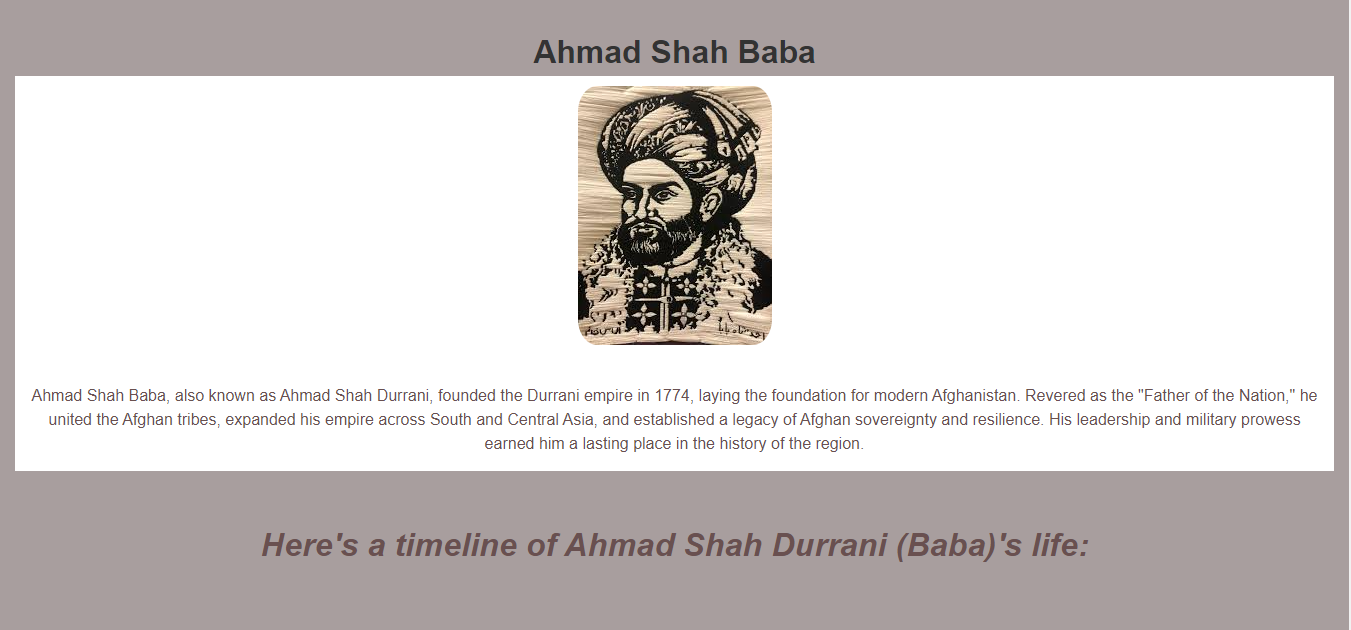 Ahmad Shah Baba
Ahmad Shah Baba, also known as Ahmad Shah Durrani, founded the Durrani empire in 1774, laying the foundation for modern Afghanistan. Revered as the "Father of the Nation," he
united the Afghan tribes, expanded his empire across South and Central Asia, and established a legacy of Afghan sovereignty and resilience. His leadership and military prowess
earned him a lasting place in the history of the region.
Here's a timeline of Ahmad Shah Durrani (Baba)'s life: